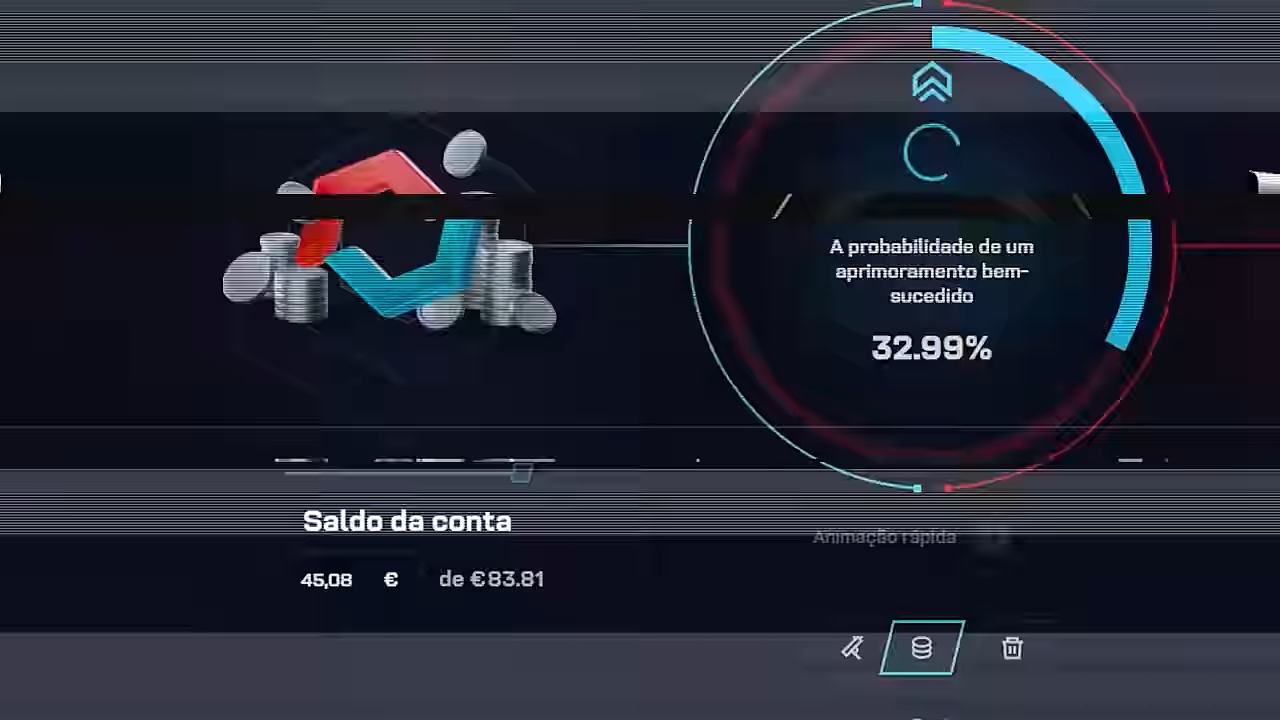 A probabilidade de um
aprimoramento bem-
sucedido
32.99%
Saldo da conta
Animação rápida
45,08 € de €83.81